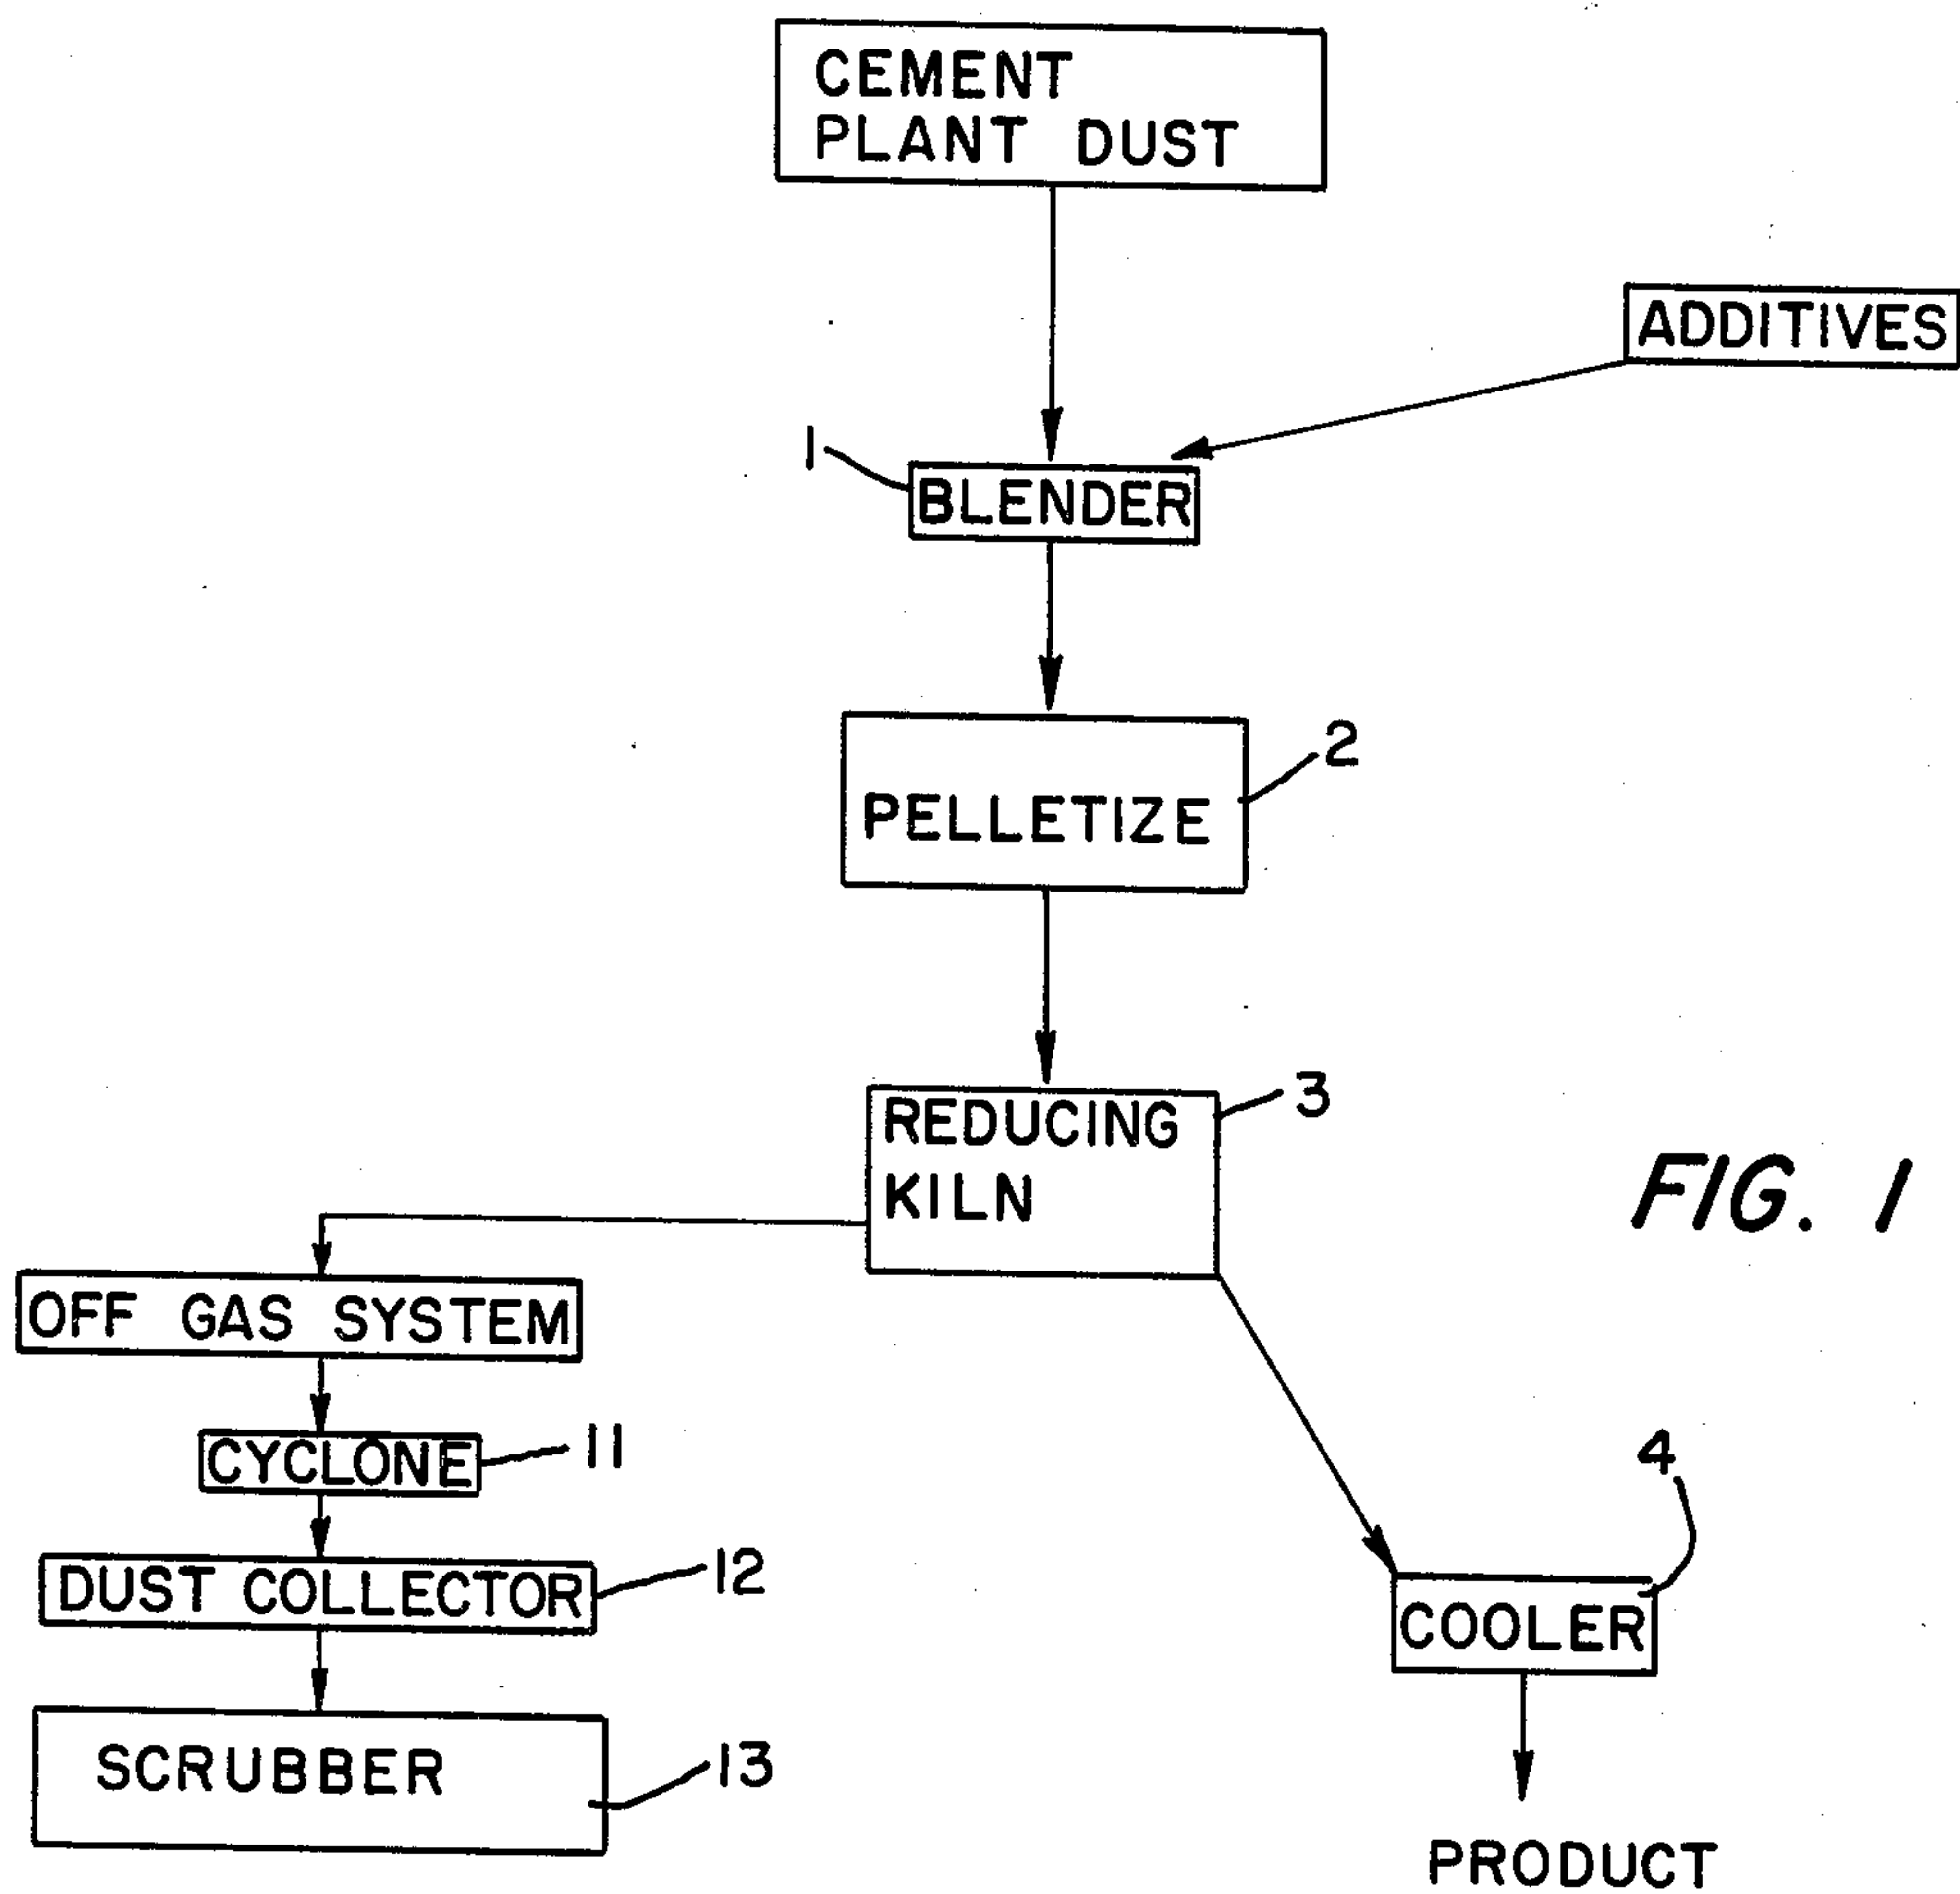 CEMENT
PLANT DUST
ADDITIVES
1
BLENDER
2
PELLETIZE
3
REDUCING
KILN
FIG. 1
OFF GAS SYSTEM
CYCLONE
11
4
DUST COLLECTOR
12
COOLER
SCRUBBER
13
PRODUCT